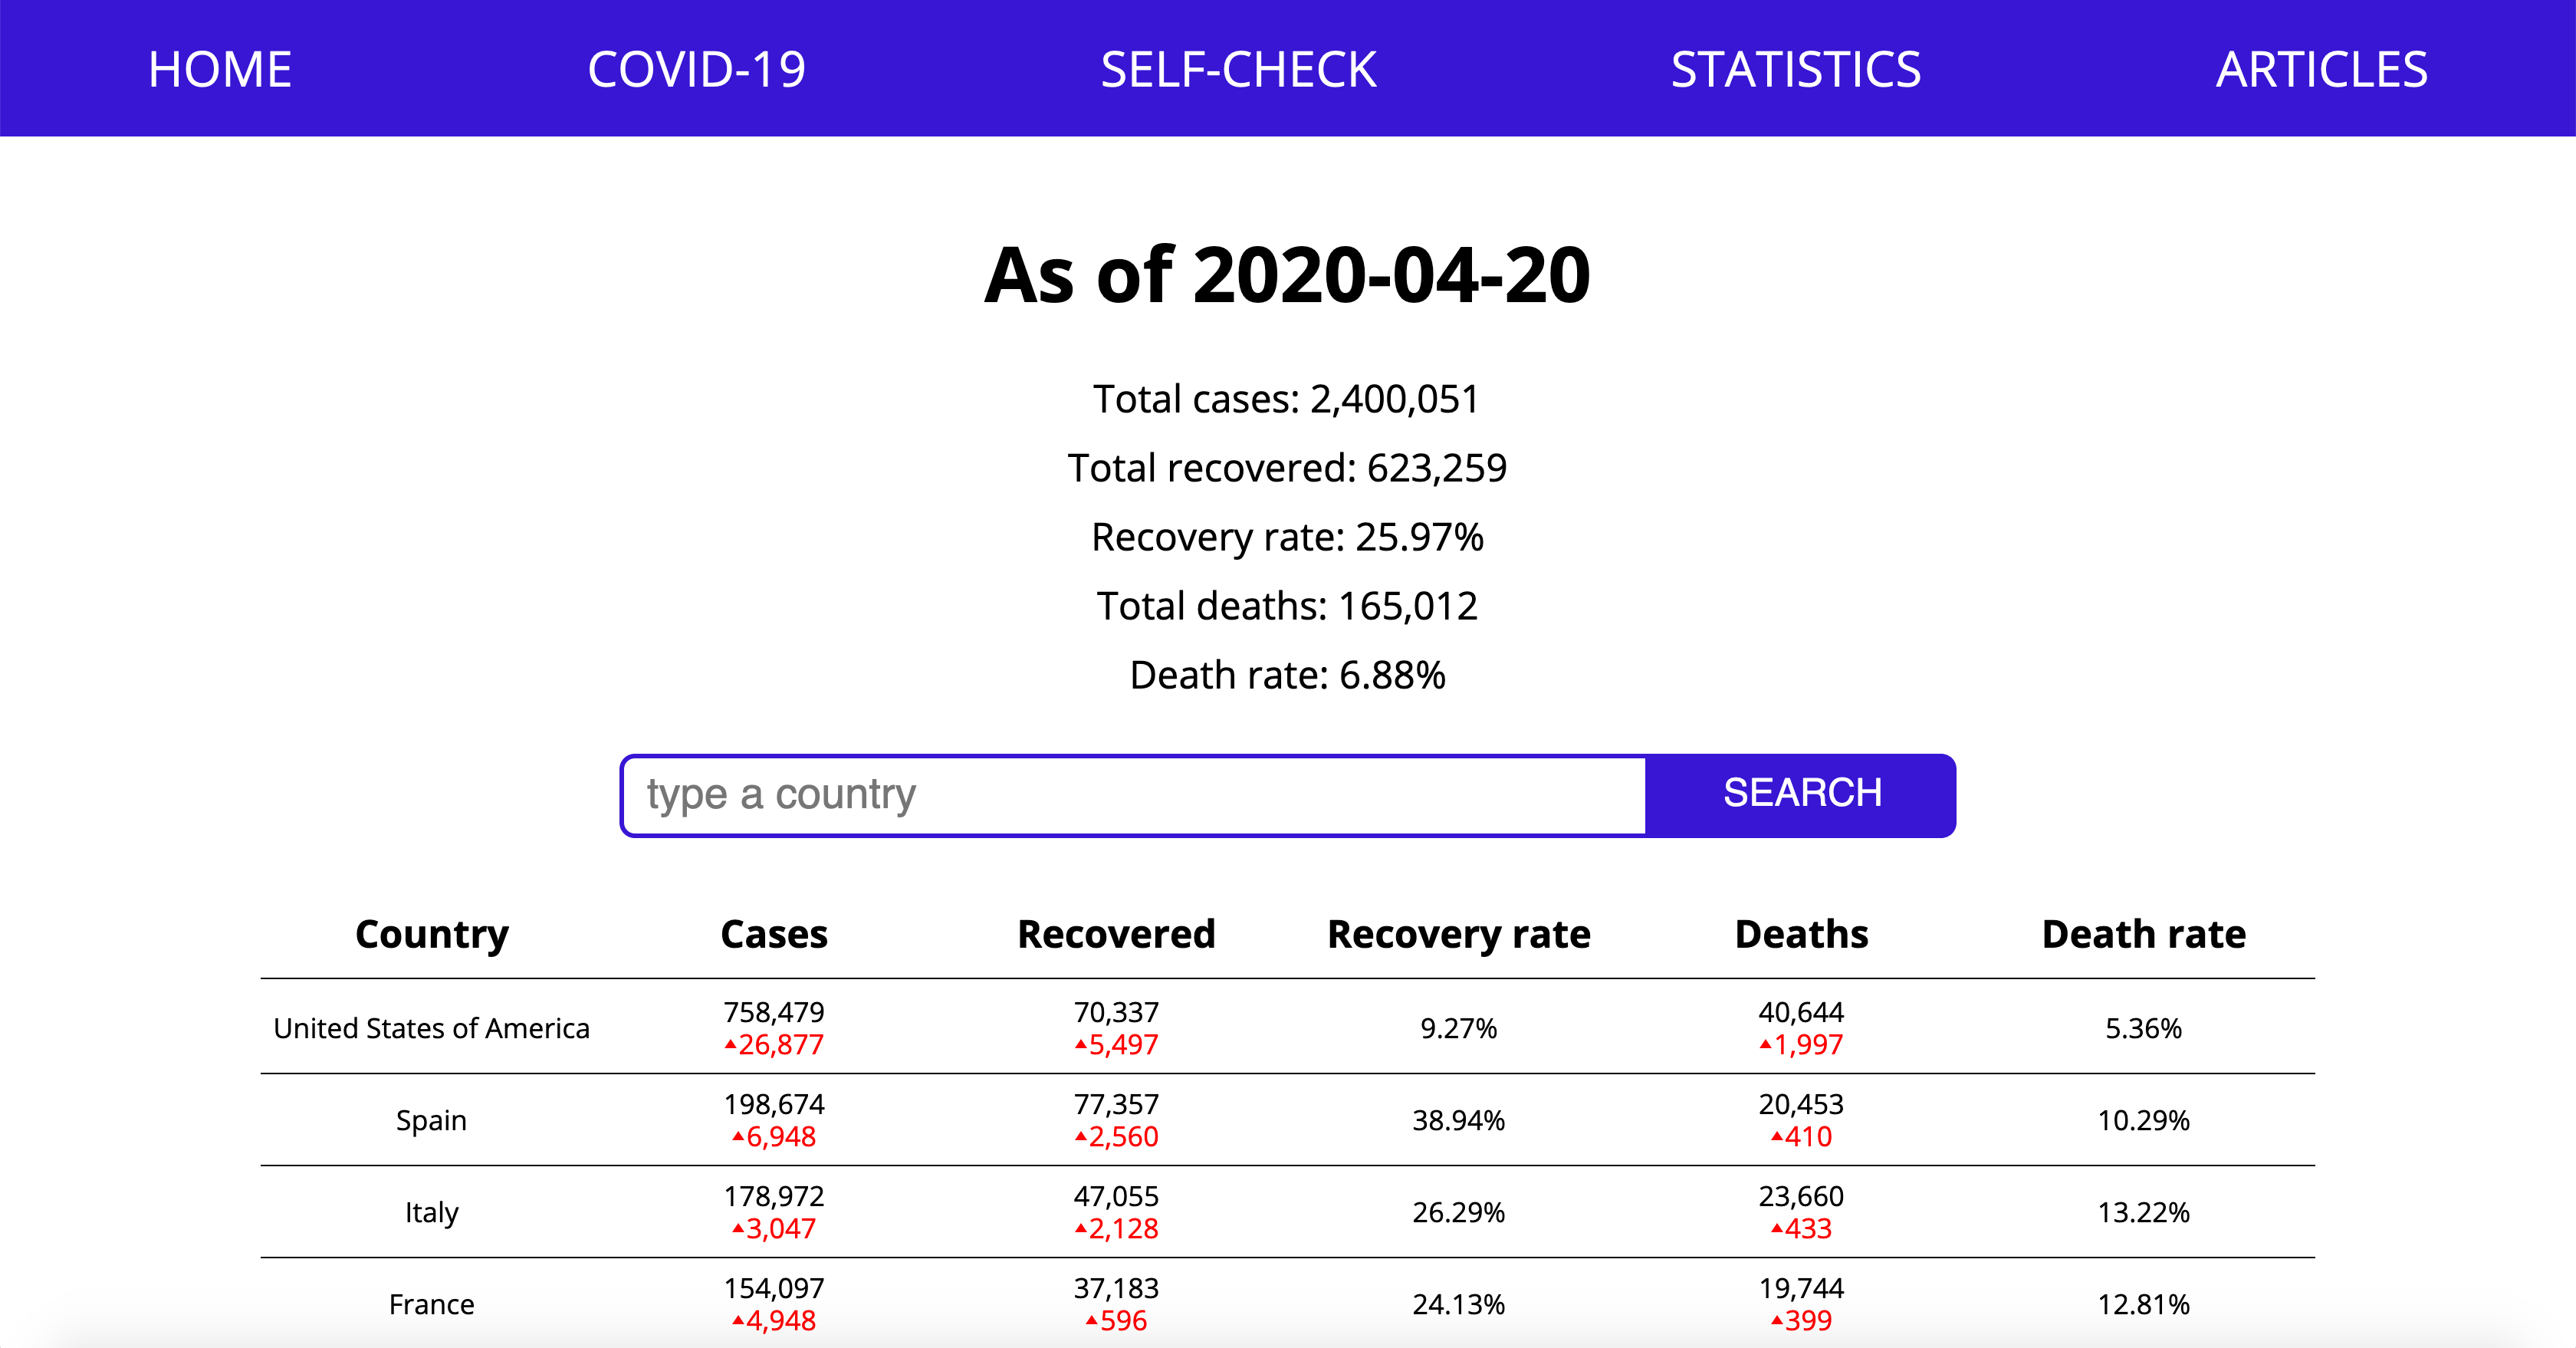 HOME COVID-19 SELF-CHECK STATISTICS ARTICLES
As of 2020-04-20
Total cases: 2,400,051
Total recovered: 623,259
Recovery rate: 25.97%
Total deaths: 165,012
Death rate: 6.88%
type a country SEARCH
Country Cases Recovered Recovery rate Deaths Death rate
United States of America 758,479 ▲26,877 70,337 ▲5,497 9.27% 40,644 ▲1,997 5.36%
Spain 198,674 ▲6,948 77,357 ▲2,560 38.94% 20,453 ▲410 10.29%
Italy 178,972 ▲3,047 47,055 ▲2,128 26.29% 23,660 ▲433 13.22%
France 154,097 ▲4,948 37,183 ▲596 24.13% 19,744 ▲399 12.81%